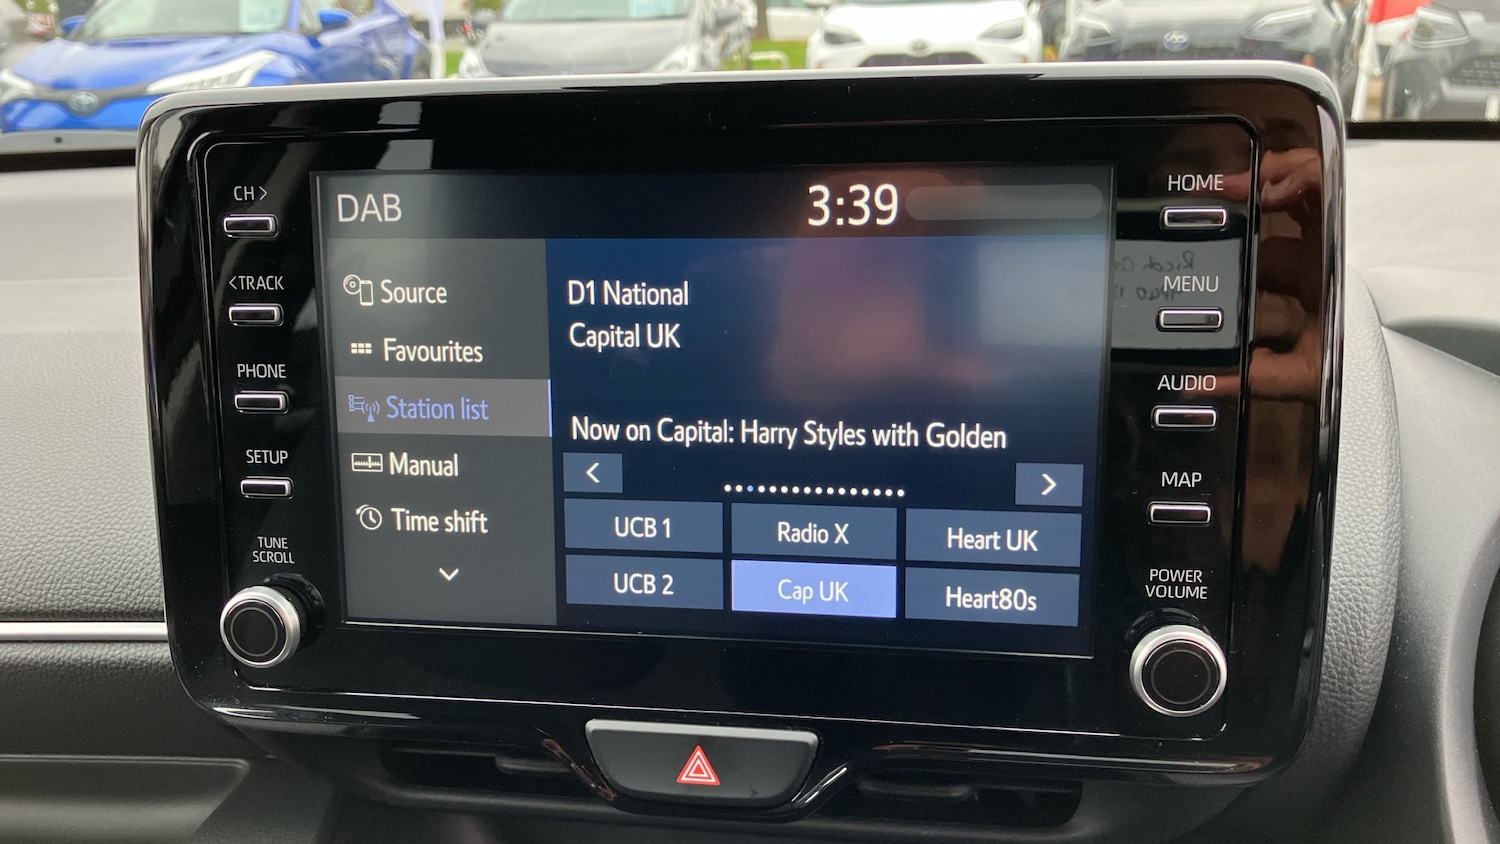 CH >
< TRACK
PHONE
SETUP
TUNE
SCROLL
DAB
3:39
Source
Favourites
Station list
Manual
Time shift
D1 National
Capital UK
Now on Capital: Harry Styles with Golden
<
>
UCB 1
Radio X
Heart UK
UCB 2
Cap UK
Heart80s
HOME
MENU
AUDIO
MAP
POWER
VOLUME